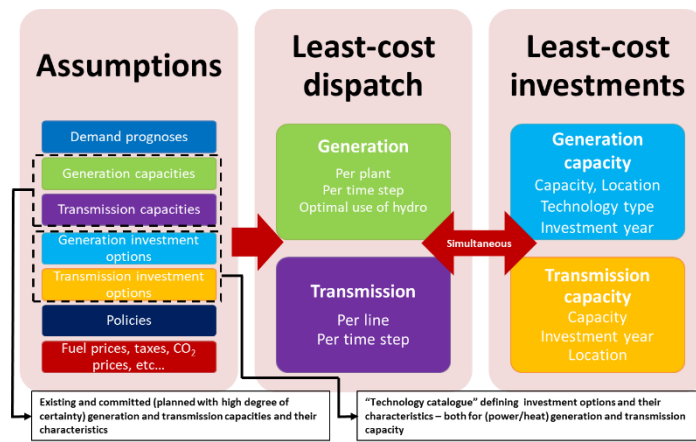 Assumptions
Demand prognoses
Generation capacities
Transmission capacities
Generation investment
options
Transmission investment
options
Policies
Fuel prices, taxes, CO₂
prices, etc...
Least-cost
dispatch
Generation
Per plant
Per time step
Optimal use of hydro
Transmission
Per line
Per time step
Simultaneous
Least-cost
investments
Generation
capacity
Capacity, Location
Technology type
Investment year
Transmission
capacity
Capacity
Investment year
Location
Existing and committed (planned with high degree of
certainty) generation and transmission capacities and their
characteristics
“Technology catalogue” defining investment options and their
characteristics – both for (power/heat) generation and transmission
capacity